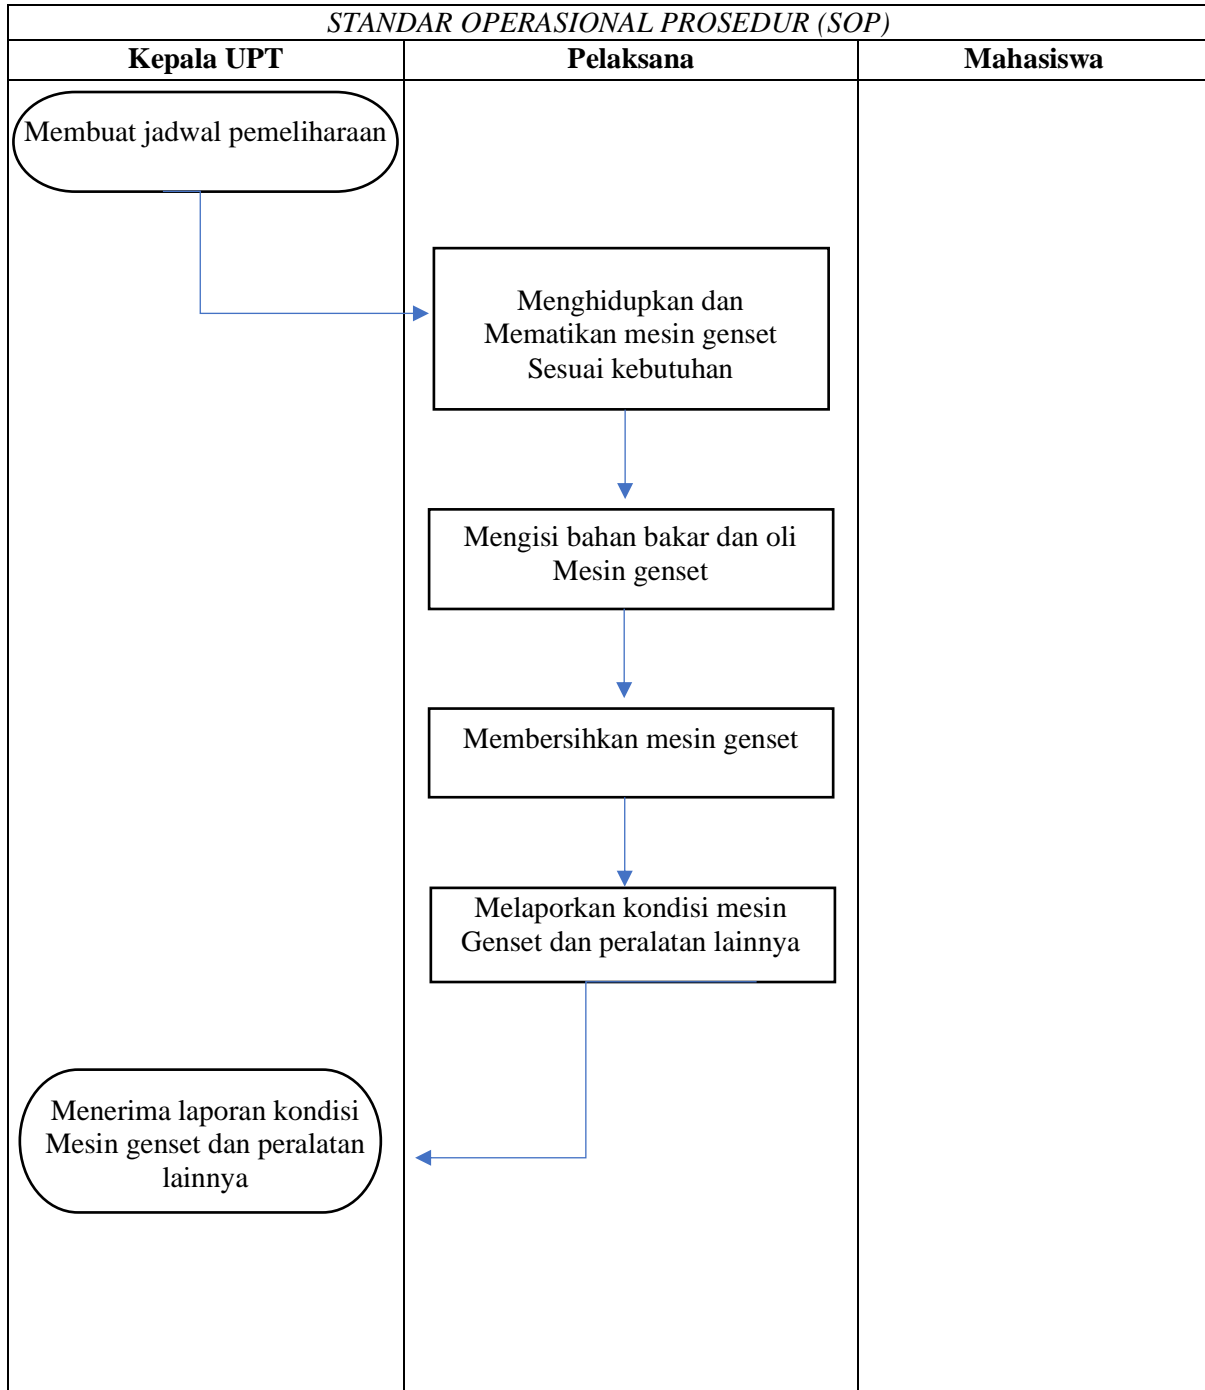 STANDAR OPERASIONAL PROSEDUR (SOP)
Kepala UPT
Pelaksana
Mahasiswa
Membuat jadwal pemeliharaan
Menghidupkan dan
Mematikan mesin genset
Sesuai kebutuhan
Mengisi bahan bakar dan oli
Mesin genset
Membersihkan mesin genset
Melaporkan kondisi mesin
Genset dan peralatan lainnya
Menerima laporan kondisi
Mesin genset dan peralatan
lainnya